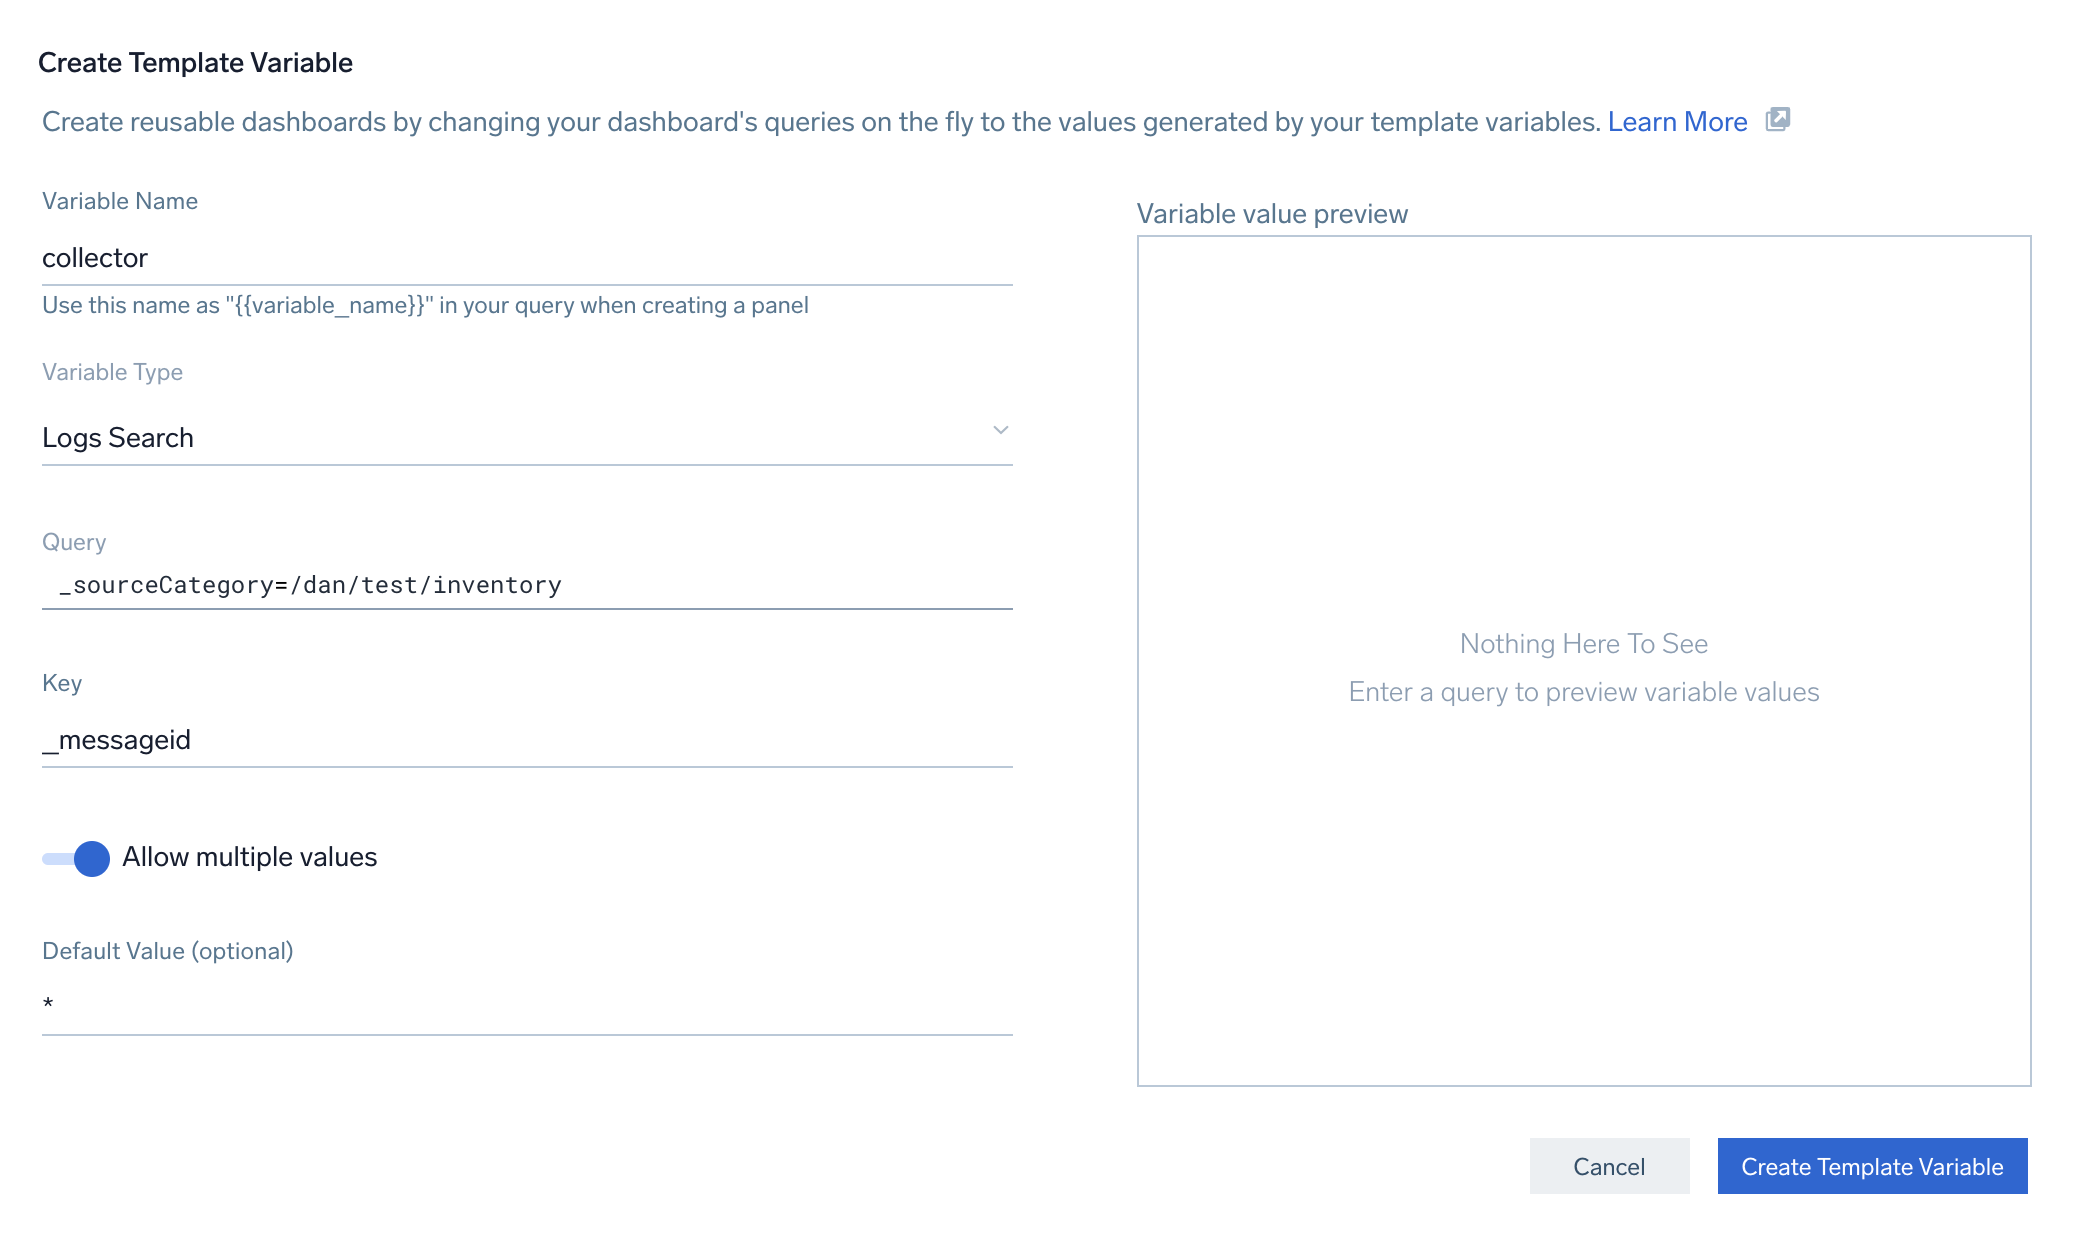 Create Template Variable
Create reusable dashboards by changing your dashboard's queries on the fly to the values generated by your template variables. Learn More
Variable Name
collector
Use this name as "{{variable_name}}" in your query when creating a panel
Variable Type
Logs Search
Query
_sourceCategory=/dan/test/inventory
Key
_messageid
Allow multiple values
Default Value (optional)
*
Variable value preview
Nothing Here To See
Enter a query to preview variable values
Cancel
Create Template Variable